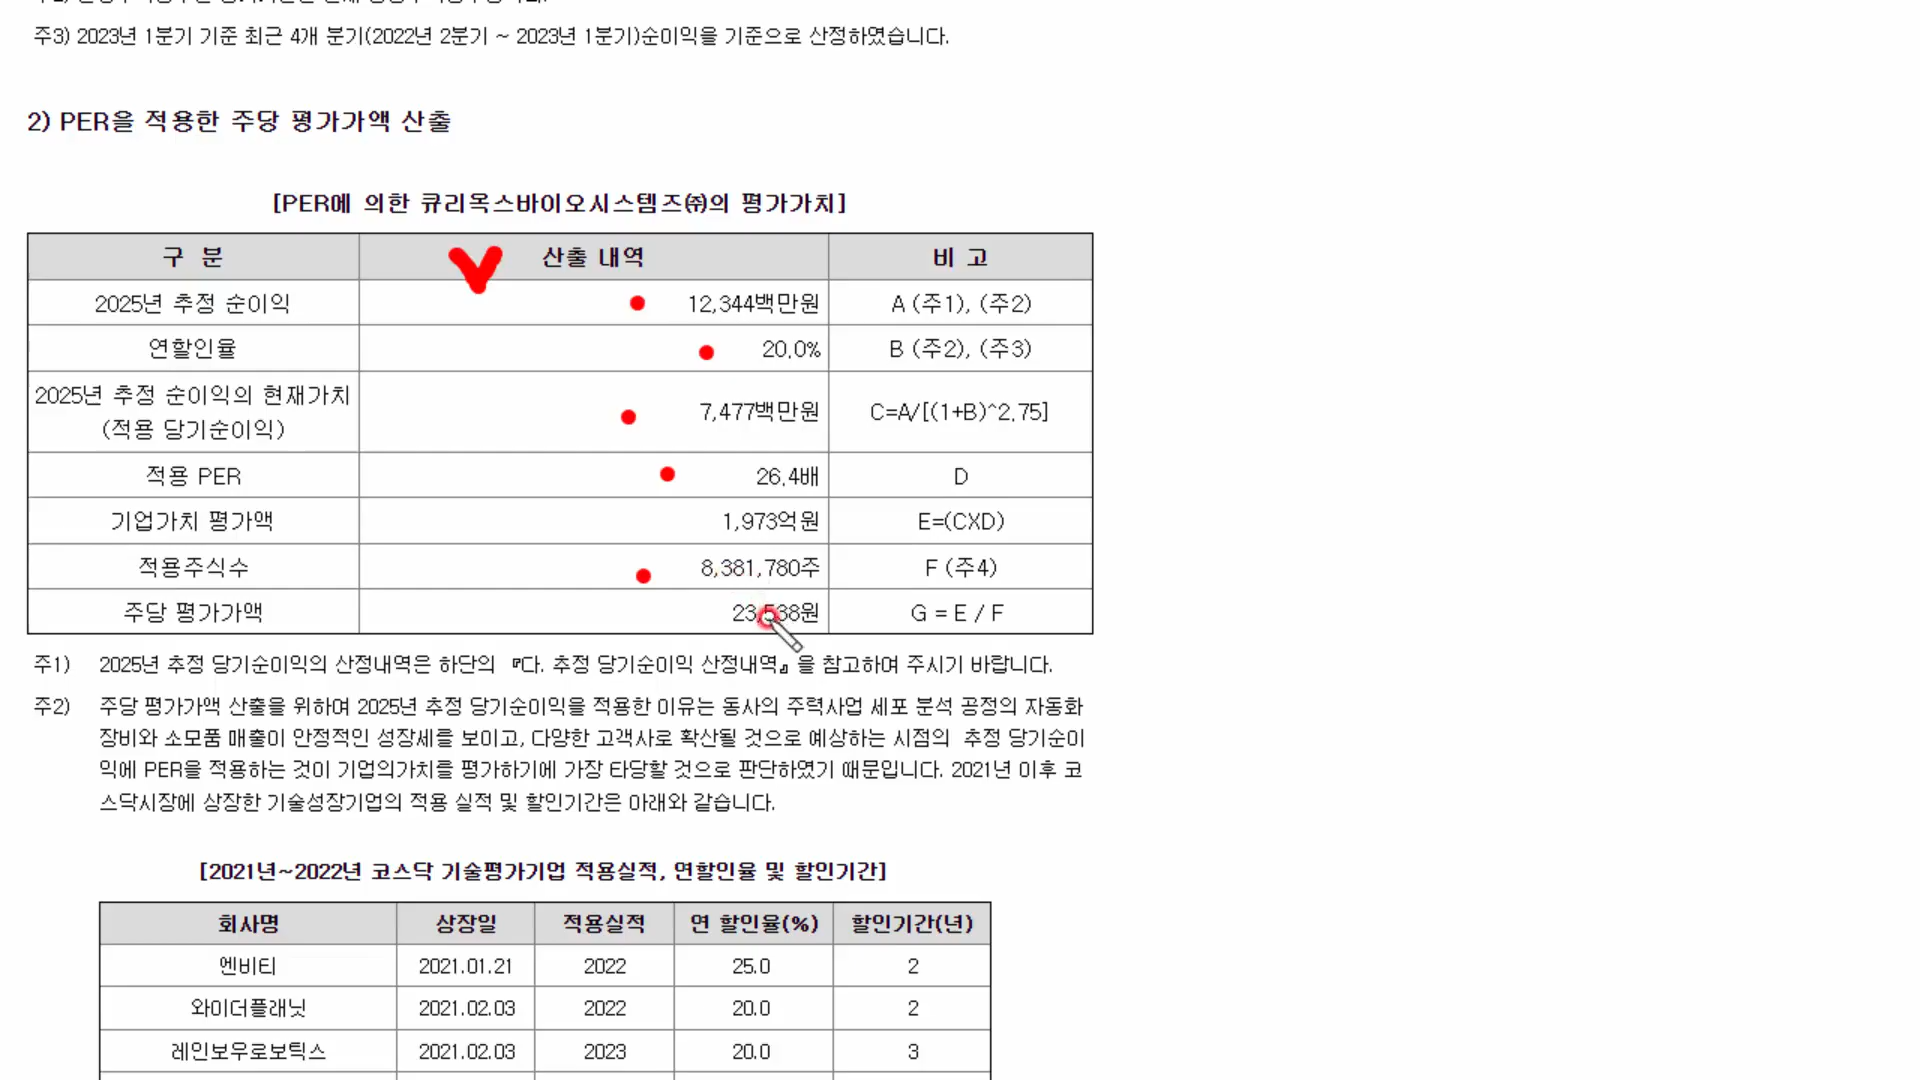 주3) 2023년 1분기 기준 최근 4개 분기(2022년 2분기 ~ 2023년 1분기)순이익을 기준으로 산정하였습니다.
2) PER을 적용한 주당 평가가액 산출
[PER에 의한 큐리옥스바이오시스템즈㈜의 평가가치]
구 분 산출 내역 비 고
2025년 추정 순이익 12,344백만원 A (주1), (주2)
연할인율 20.0% B (주2), (주3)
2025년 추정 순이익의 현재가치
(적용 당기순이익) 7,477백만원 C=A/[(1+B)^2.75]
적용 PER 26.4배 D
기업가치 평가액 1,973억원 E=(CXD)
적용주식수 8,381,780주 F (주4)
주당 평가가액 23,538원 G = E / F
주1) 2025년 추정 당기순이익의 산정내역은 하단의 『다. 추정 당기순이익 산정내역』을 참고하여 주시기 바랍니다.
주2) 주당 평가가액 산출을 위하여 2025년 추정 당기순이익을 적용한 이유는 동사의 주력사업 세포 분석 공정의 자동화
장비와 소모품 매출이 안정적인 성장세를 보이고, 다양한 고객사로 확산될 것으로 예상하는 시점의 추정 당기순이
익에 PER을 적용하는 것이 기업의가치를 평가하기에 가장 타당할 것으로 판단하였기 때문입니다. 2021년 이후 코
스닥시장에 상장한 기술성장기업의 적용 실적 및 할인기간은 아래와 같습니다.
[2021년~2022년 코스닥 기술평가기업 적용실적, 연할인율 및 할인기간]
회사명 상장일 적용실적 연 할인율(%) 할인기간(년)
엔비티 2021.01.21 2022 25.0 2
와이더플래닛 2021.02.03 2022 20.0 2
레인보우로보틱스 2021.02.03 2023 20.0 3